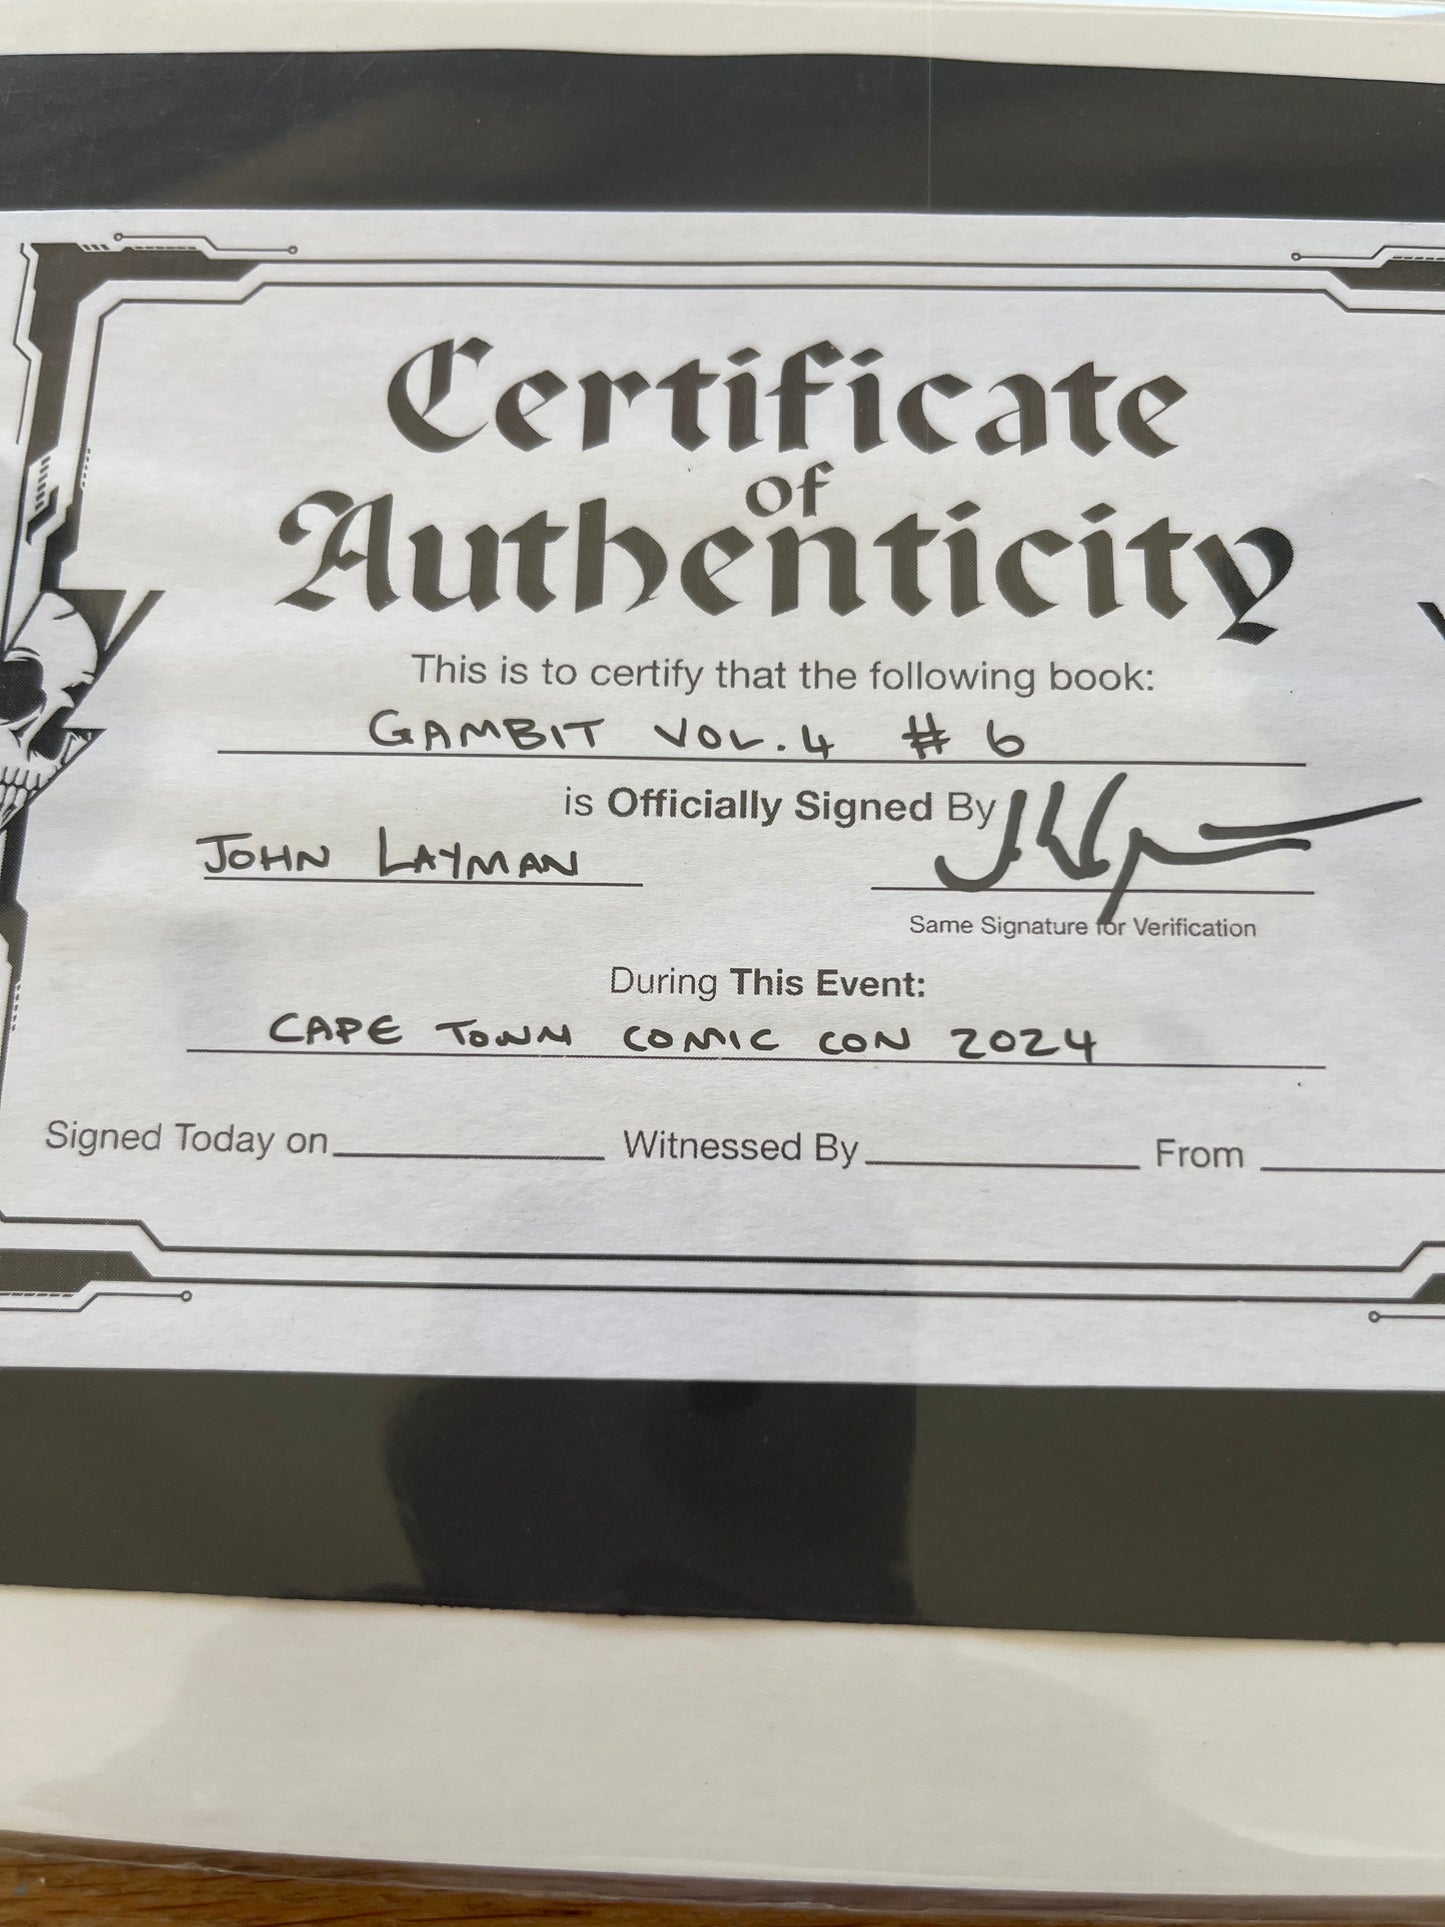 Certificate
of
Authenticity
This is to certify that the following book:
GAMBIT VOL.4 # 6
is Officially Signed By
JOHN LAYMAN
Same Signature for Verification
During This Event:
CAPE TOWN COMIC CON 2024
Signed Today on Witnessed By From